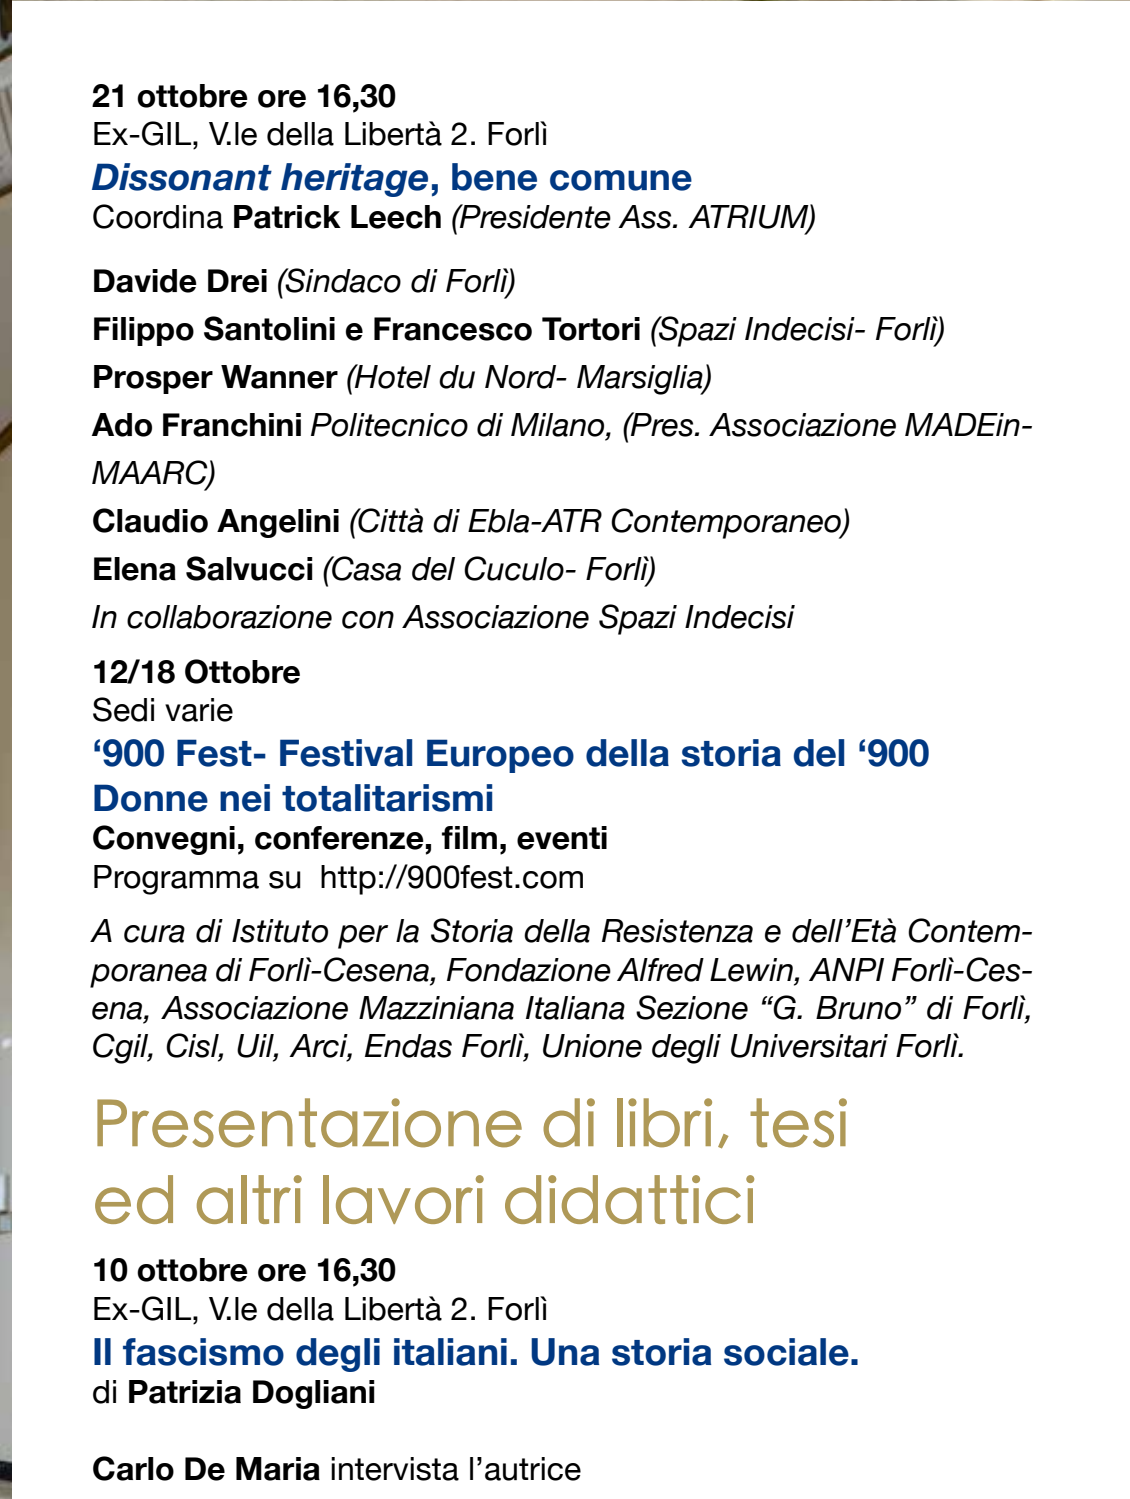 21 ottobre ore 16,30
Ex-GIL, V.le della Libertà 2. Forlì
Dissonant heritage, bene comune
Coordina Patrick Leech (Presidente Ass. ATRIUM)
Davide Drei (Sindaco di Forlì)
Filippo Santolini e Francesco Tortori (Spazi Indecisi- Forlì)
Prosper Wanner (Hotel du Nord- Marsiglia)
Ado Franchini Politecnico di Milano, (Pres. Associazione MADEin-
MAARC)
Claudio Angelini (Città di Ebla-ATR Contemporaneo)
Elena Salvucci (Casa del Cuculo- Forlì)
In collaborazione con Associazione Spazi Indecisi
12/18 Ottobre
Sedi varie
‘900 Fest- Festival Europeo della storia del ‘900
Donne nei totalitarismi
Convegni, conferenze, film, eventi
Programma su  http://900fest.com
A cura di Istituto per la Storia della Resistenza e dell’Età Contem-
poranea di Forlì-Cesena, Fondazione Alfred Lewin, ANPI Forlì-Ces-
ena, Associazione Mazziniana Italiana Sezione “G. Bruno” di Forlì,
Cgil, Cisl, Uil, Arci, Endas Forlì, Unione degli Universitari Forlì.
Presentazione di libri, tesi
ed altri lavori didattici
10 ottobre ore 16,30
Ex-GIL, V.le della Libertà 2. Forlì
Il fascismo degli italiani. Una storia sociale.
di Patrizia Dogliani
Carlo De Maria intervista l’autrice